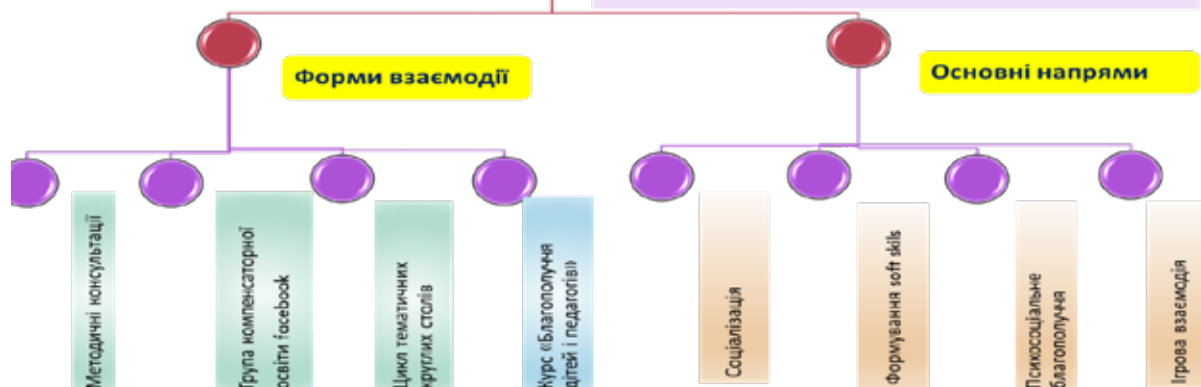 Форми взаємодії
Основні напрями
Методичні консультації
Група компенсаторної
освіти facebook
Цикл тематичних
круглих столів
Курс «Благополуччя
дітей і педагогів»
Соціалізація
Формування soft skils
Психосоціальне
благополуччя
Ігрова взаємодія